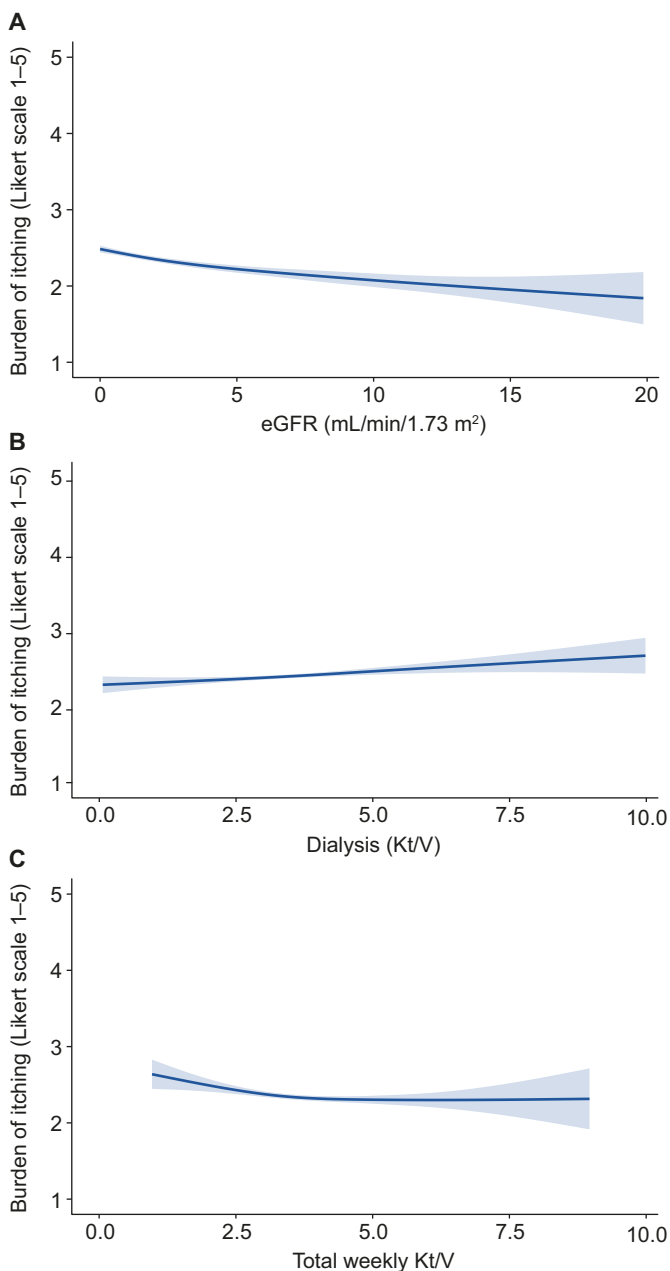 A
Burden of itching (Likert scale 1–5)
5
4
3
2
1
0 5 10 15 20
eGFR (mL/min/1.73 m²)
B
Burden of itching (Likert scale 1–5)
5
4
3
2
1
0.0 2.5 5.0 7.5 10.0
Dialysis (Kt/V)
C
Burden of itching (Likert scale 1–5)
5
4
3
2
1
0.0 2.5 5.0 7.5 10.0
Total weekly Kt/V